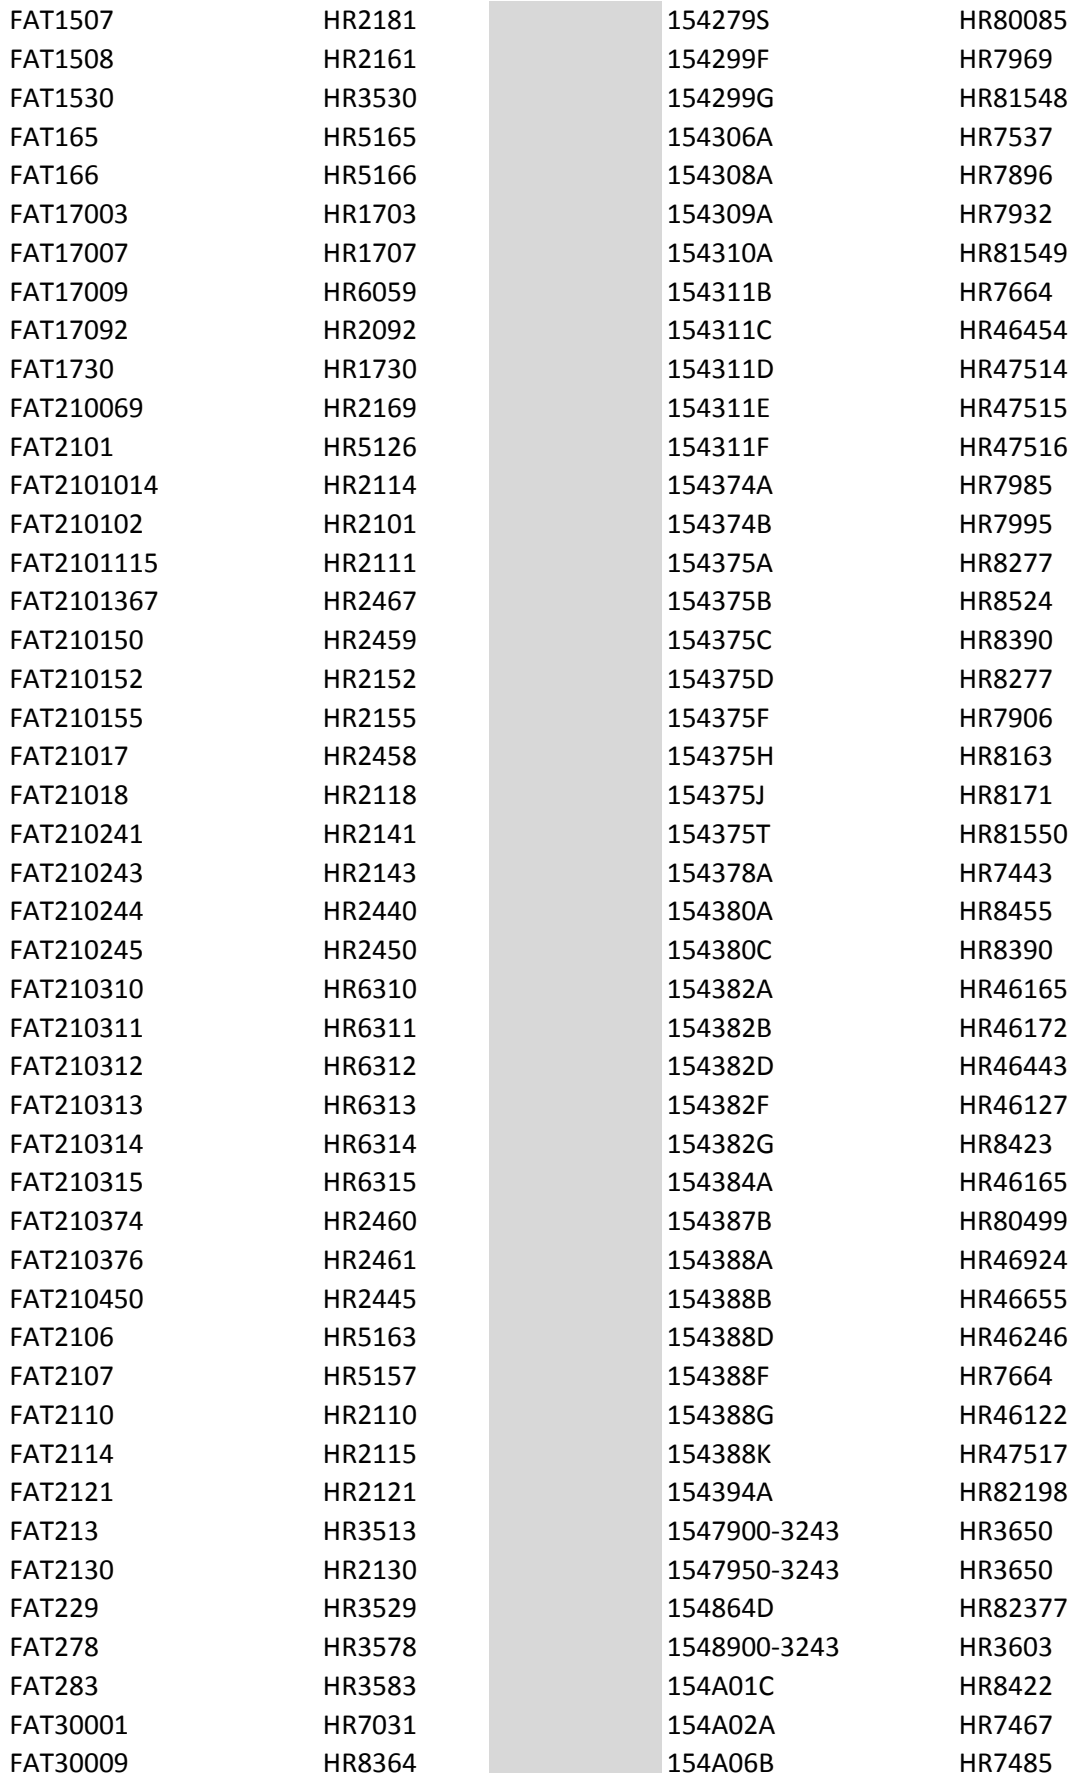 FAT1507 HR2181 154279S HR80085
FAT1508 HR2161 154299F HR7969
FAT1530 HR3530 154299G HR81548
FAT165 HR5165 154306A HR7537
FAT166 HR5166 154308A HR7896
FAT17003 HR1703 154309A HR7932
FAT17007 HR1707 154310A HR81549
FAT17009 HR6059 154311B HR7664
FAT17092 HR2092 154311C HR46454
FAT1730 HR1730 154311D HR47514
FAT210069 HR2169 154311E HR47515
FAT2101 HR5126 154311F HR47516
FAT2101014 HR2114 154374A HR7985
FAT210102 HR2101 154374B HR7995
FAT2101115 HR2111 154375A HR8277
FAT2101367 HR2467 154375B HR8524
FAT210150 HR2459 154375C HR8390
FAT210152 HR2152 154375D HR8277
FAT210155 HR2155 154375F HR7906
FAT21017 HR2458 154375H HR8163
FAT21018 HR2118 154375J HR8171
FAT210241 HR2141 154375T HR81550
FAT210243 HR2143 154378A HR7443
FAT210244 HR2440 154380A HR8455
FAT210245 HR2450 154380C HR8390
FAT210310 HR6310 154382A HR46165
FAT210311 HR6311 154382B HR46172
FAT210312 HR6312 154382D HR46443
FAT210313 HR6313 154382F HR46127
FAT210314 HR6314 154382G HR8423
FAT210315 HR6315 154384A HR46165
FAT210374 HR2460 154387B HR80499
FAT210376 HR2461 154388A HR46924
FAT210450 HR2445 154388B HR46655
FAT2106 HR5163 154388D HR46246
FAT2107 HR5157 154388F HR7664
FAT2110 HR2110 154388G HR46122
FAT2114 HR2115 154388K HR47517
FAT2121 HR2121 154394A HR82198
FAT213 HR3513 1547900-3243 HR3650
FAT2130 HR2130 1547950-3243 HR3650
FAT229 HR3529 154864D HR82377
FAT278 HR3578 1548900-3243 HR3603
FAT283 HR3583 154A01C HR8422
FAT30001 HR7031 154A02A HR7467
FAT30009 HR8364 154A06B HR7485